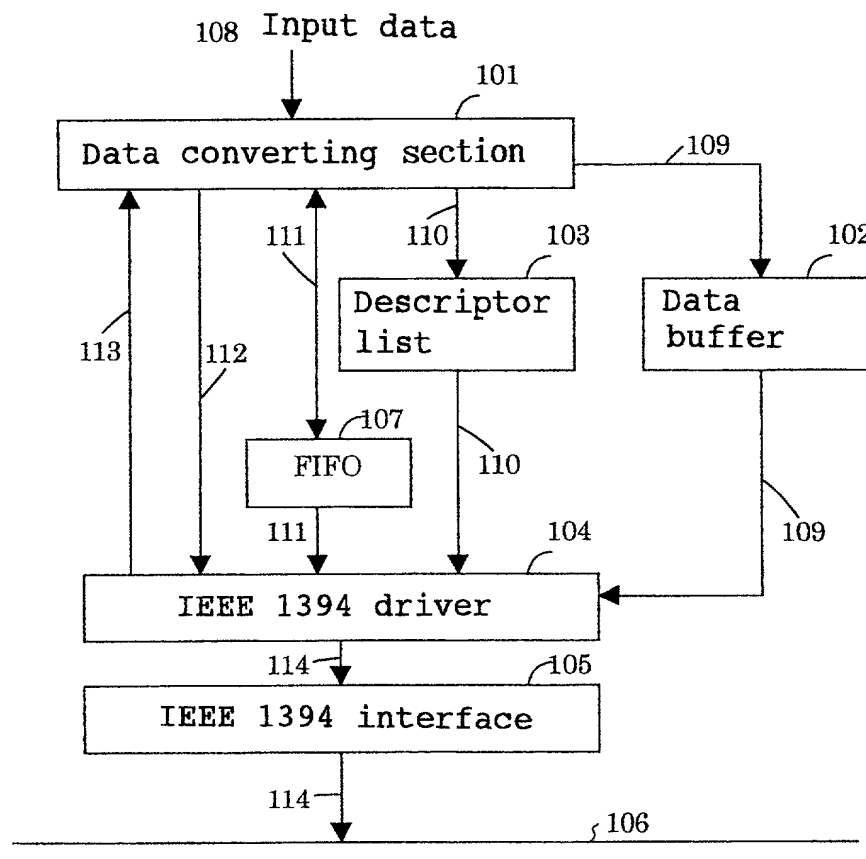 108 Input data
101
Data converting section
109
111
110
103
102
Descriptor
list
Data
buffer
113
112
107
FIFO
110
109
111
104
IEEE 1394 driver
114
105
IEEE 1394 interface
114
106